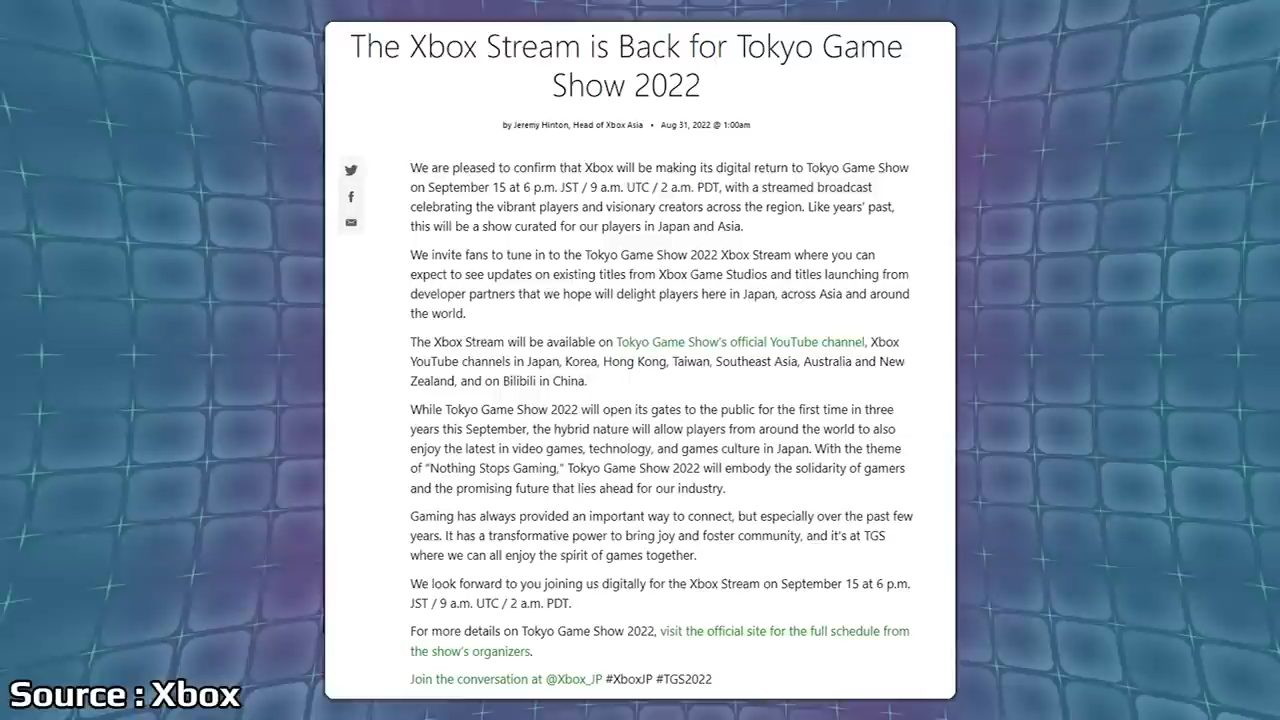 The Xbox Stream is Back for Tokyo Game
Show 2022
by Jeremy Hinton, Head of Xbox Asia • Aug 31, 2022 @ 1:00am
We are pleased to confirm that Xbox will be making its digital return to Tokyo Game Show
on September 15 at 6 p.m. JST / 9 a.m. UTC / 2 a.m. PDT, with a streamed broadcast
celebrating the vibrant players and visionary creators across the region. Like years' past,
this will be a show curated for our players in Japan and Asia.
We invite fans to tune in to the Tokyo Game Show 2022 Xbox Stream where you can
expect to see updates on existing titles from Xbox Game Studios and titles launching from
developer partners that we hope will delight players here in Japan, across Asia and around
the world.
The Xbox Stream will be available on Tokyo Game Show's official YouTube channel, Xbox
YouTube channels in Japan, Korea, Hong Kong, Taiwan, Southeast Asia, Australia and New
Zealand, and on Bilibili in China.
While Tokyo Game Show 2022 will open its gates to the public for the first time in three
years this September, the hybrid nature will allow players from around the world to also
enjoy the latest in video games, technology, and games culture in Japan. With the theme
of “Nothing Stops Gaming,” Tokyo Game Show 2022 will embody the solidarity of gamers
and the promising future that lies ahead for our industry.
Gaming has always provided an important way to connect, but especially over the past few
years. It has a transformative power to bring joy and foster community, and it's at TGS
where we can all enjoy the spirit of games together.
We look forward to you joining us digitally for the Xbox Stream on September 15 at 6 p.m.
JST / 9 a.m. UTC / 2 a.m. PDT.
For more details on Tokyo Game Show 2022, visit the official site for the full schedule from
the show's organizers.
Join the conversation at @Xbox_JP #XboxJP #TGS2022
Source : Xbox